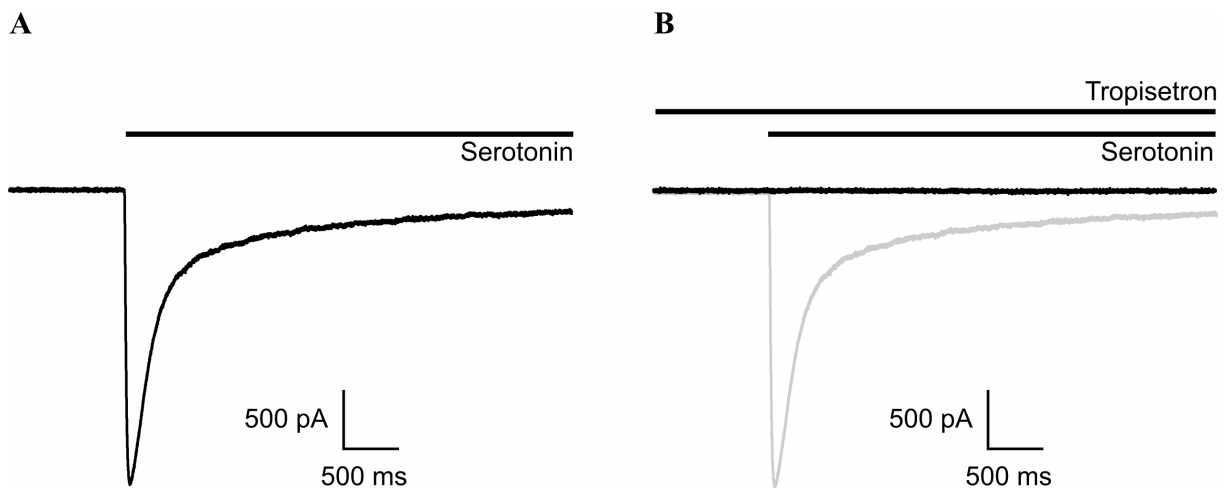 A
Serotonin
500 pA
500 ms
B
Tropisetron
Serotonin
500 pA
500 ms